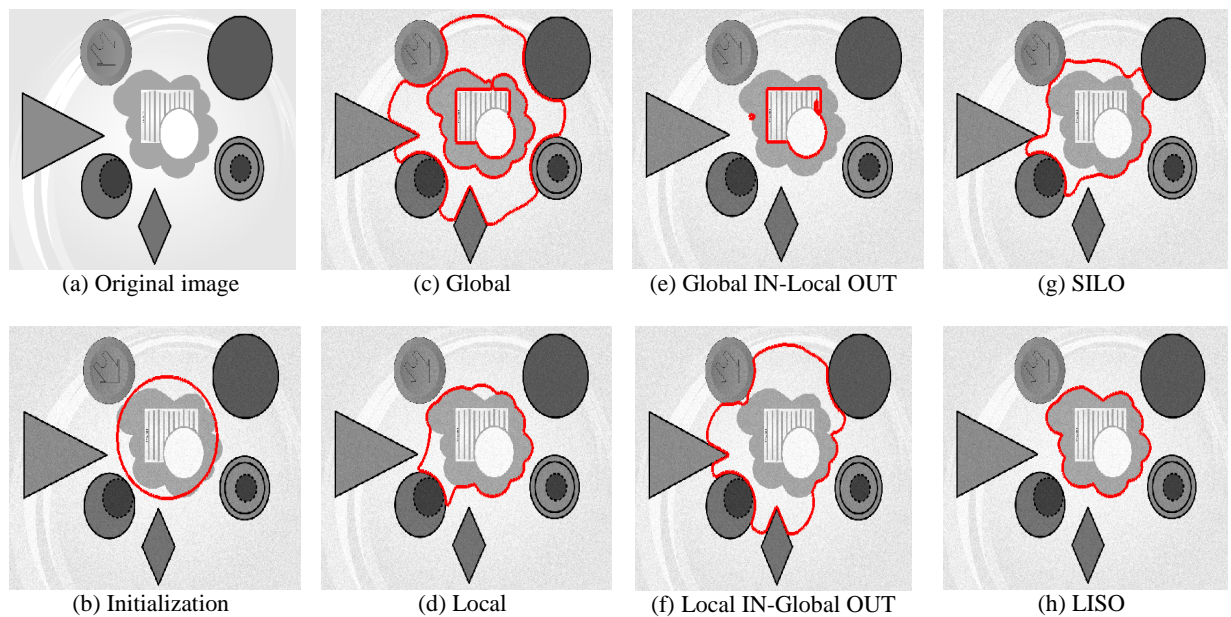 (a) Original image
(c) Global
(e) Global IN-Local OUT
(g) SILO
(b) Initialization
(d) Local
(f) Local IN-Global OUT
(h) LISO